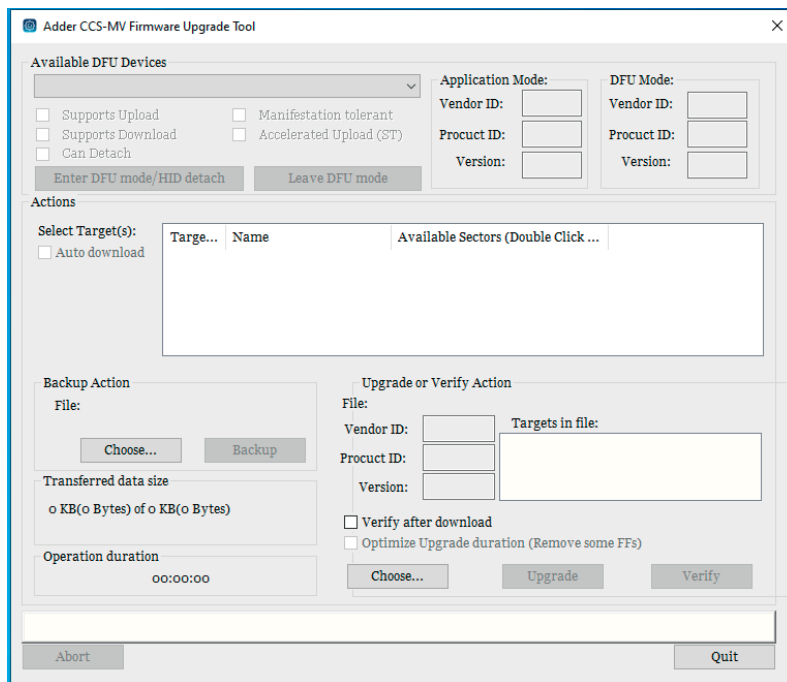 Adder CCS-MV Firmware Upgrade Tool
Available DFU Devices
Supports Upload
Manifestation tolerant
Supports Download
Accelerated Upload (ST)
Can Detach
Enter DFU mode/HID detach
Leave DFU mode
Application Mode:
Vendor ID:
Procuct ID:
Version:
DFU Mode:
Vendor ID:
Procuct ID:
Version:
Actions
Select Target(s):
Auto download
Targe...
Name
Available Sectors (Double Click ...
Backup Action
File:
Choose...
Backup
Transferred data size
0 KB(0 Bytes) of 0 KB(0 Bytes)
Operation duration
00:00:00
Upgrade or Verify Action
File:
Vendor ID:
Procuct ID:
Version:
Targets in file:
Verify after download
Optimize Upgrade duration (Remove some FFs)
Choose...
Upgrade
Verify
Abort
Quit